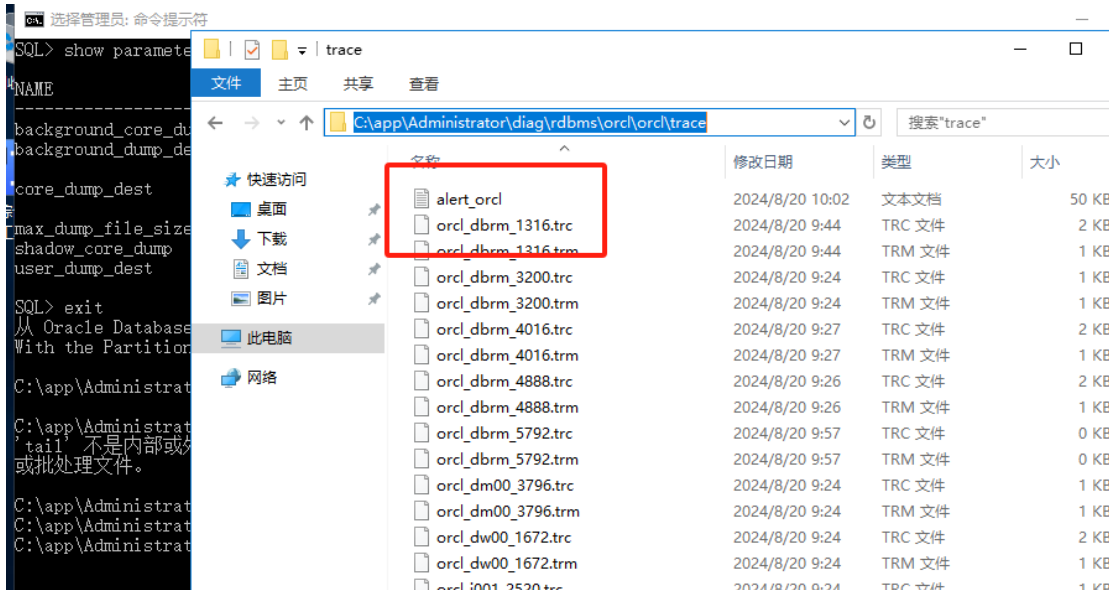 选择管理员: 命令提示符
SQL> show paramete
NAME
background_core_du
background_dump_de
core_dump_dest
max_dump_file_size
shadow_core_dump
user_dump_dest
SQL> exit
从 Oracle Database
With the Partition
C:\app\Administrat
C:\app\Administrat
'tail' 不是内部或
或批处理文件。
C:\app\Administrat
C:\app\Administrat
C:\app\Administrat
trace
文件 主页 共享 查看
C:\app\Administrator\diag\rdbms\orcl\orcl\trace 搜索"trace"
快速访问
桌面
下载
文档
图片
此电脑
网络
名称 修改日期 类型 大小
alert_orcl 2024/8/20 10:02 文本文档 50 KB
orcl_dbrm_1316.trc 2024/8/20 9:44 TRC 文件 2 KB
orcl_dbrm_1316.trm 2024/8/20 9:44 TRM 文件 1 KB
orcl_dbrm_3200.trc 2024/8/20 9:24 TRC 文件 2 KB
orcl_dbrm_3200.trm 2024/8/20 9:24 TRM 文件 1 KB
orcl_dbrm_4016.trc 2024/8/20 9:27 TRC 文件 2 KB
orcl_dbrm_4016.trm 2024/8/20 9:27 TRM 文件 1 KB
orcl_dbrm_4888.trc 2024/8/20 9:26 TRC 文件 2 KB
orcl_dbrm_4888.trm 2024/8/20 9:26 TRM 文件 1 KB
orcl_dbrm_5792.trc 2024/8/20 9:57 TRC 文件 0 KB
orcl_dbrm_5792.trm 2024/8/20 9:57 TRM 文件 0 KB
orcl_dm00_3796.trc 2024/8/20 9:24 TRC 文件 1 KB
orcl_dm00_3796.trm 2024/8/20 9:24 TRM 文件 1 KB
orcl_dw00_1672.trc 2024/8/20 9:24 TRC 文件 2 KB
orcl_dw00_1672.trm 2024/8/20 9:24 TRM 文件 1 KB
2024/8/20 9:24 TRC 文件 1 KB